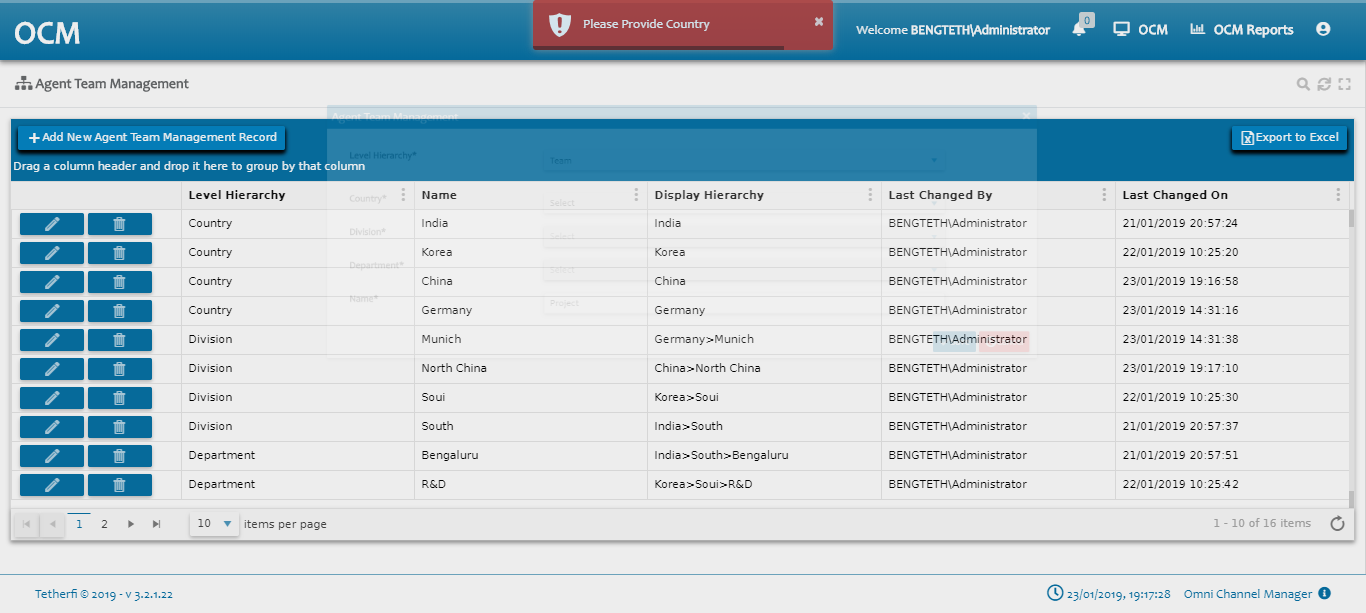 OCM
Please Provide Country
Welcome BENGTETH\Administrator
0
OCM
OCM Reports
Agent Team Management
Agent Team Management
+ Add New Agent Team Management Record
Export to Excel
Level Hierarchy*
Team
Drag a column header and drop it here to group by that column
Level Hierarchy Name Display Hierarchy Last Changed By Last Changed On
Country*
Select
Country India India BENGTETH\Administrator 21/01/2019 20:57:24
Division*
Select
Country Korea Korea BENGTETH\Administrator 22/01/2019 10:25:20
Department*
Select
Country China China BENGTETH\Administrator 23/01/2019 19:16:58
Name*
Project
Country Germany Germany BENGTETH\Administrator 23/01/2019 14:31:16
Division Munich Germany>Munich BENGTETH\Administrator 23/01/2019 14:31:38
Division North China China>North China BENGTETH\Administrator 23/01/2019 19:17:10
Division Soui Korea>Soui BENGTETH\Administrator 22/01/2019 10:25:30
Division South India>South BENGTETH\Administrator 21/01/2019 20:57:37
Department Bengaluru India>South>Bengaluru BENGTETH\Administrator 21/01/2019 20:57:51
Department R&D Korea>Soui>R&D BENGTETH\Administrator 22/01/2019 10:25:42
1 2 10 items per page
1 - 10 of 16 items
Tetherfi © 2019 - v 3.2.1.22
23/01/2019, 19:17:28 Omni Channel Manager